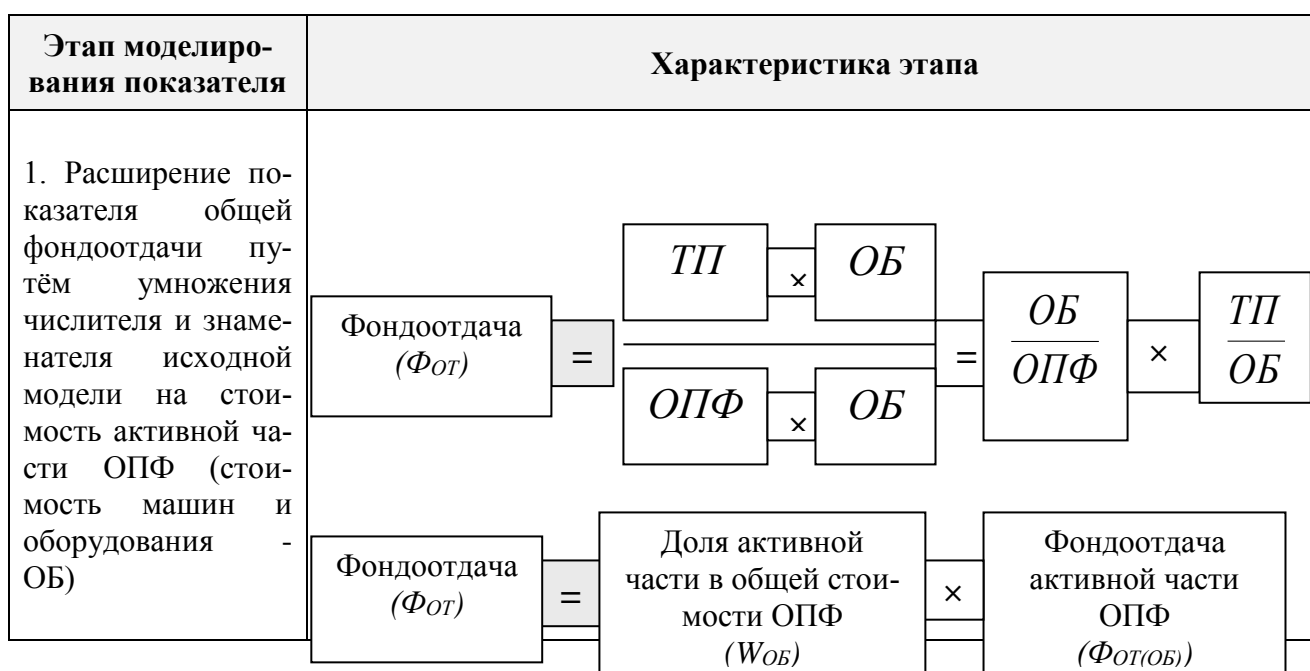 Этап моделиро-
вания показателя
Характеристика этапа
1. Расширение по-
казателя общей
фондоотдачи пу-
тём умножения
числителя и знаме-
нателя исходной
модели на стои-
мость активной ча-
сти ОПФ (стои-
мость машин и
оборудования -
ОБ)
Фондоотдача
(ФОТ)
=
ТП × ОБ
ОПФ × ОБ
=
ОБ
ОПФ
×
ТП
ОБ
Фондоотдача
(ФОТ)
=
Доля активной
части в общей стои-
мости ОПФ
(WОБ)
×
Фондоотдача
активной части
ОПФ
(ФОТ(ОБ))